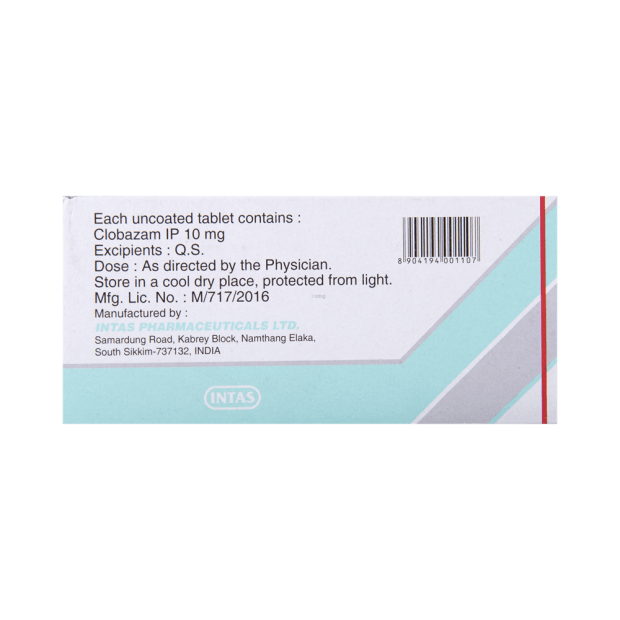 Each uncoated tablet contains :
Clobazam IP 10 mg
Excipients : Q.S.
Dose : As directed by the Physician.
Store in a cool dry place, protected from light.
Mfg. Lic. No. : M/717/2016
Manufactured by :
INTAS PHARMACEUTICALS LTD.
Samardung Road, Kabrey Block, Namthang Elaka,
South Sikkim-737132, INDIA
8 904194 001107
INTAS